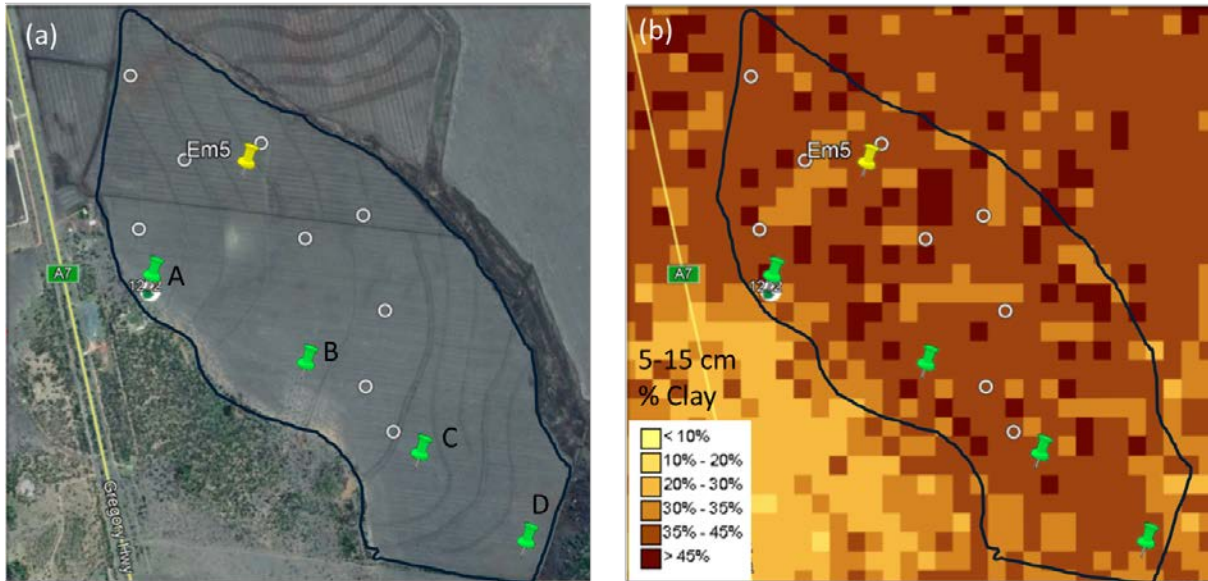 (a)
Em5
A7
A
B
C
D
Gregory Hwy
(b)
Em5
A7
5-15 cm
% Clay
< 10%
10% - 20%
20% - 30%
30% - 35%
35% - 45%
> 45%